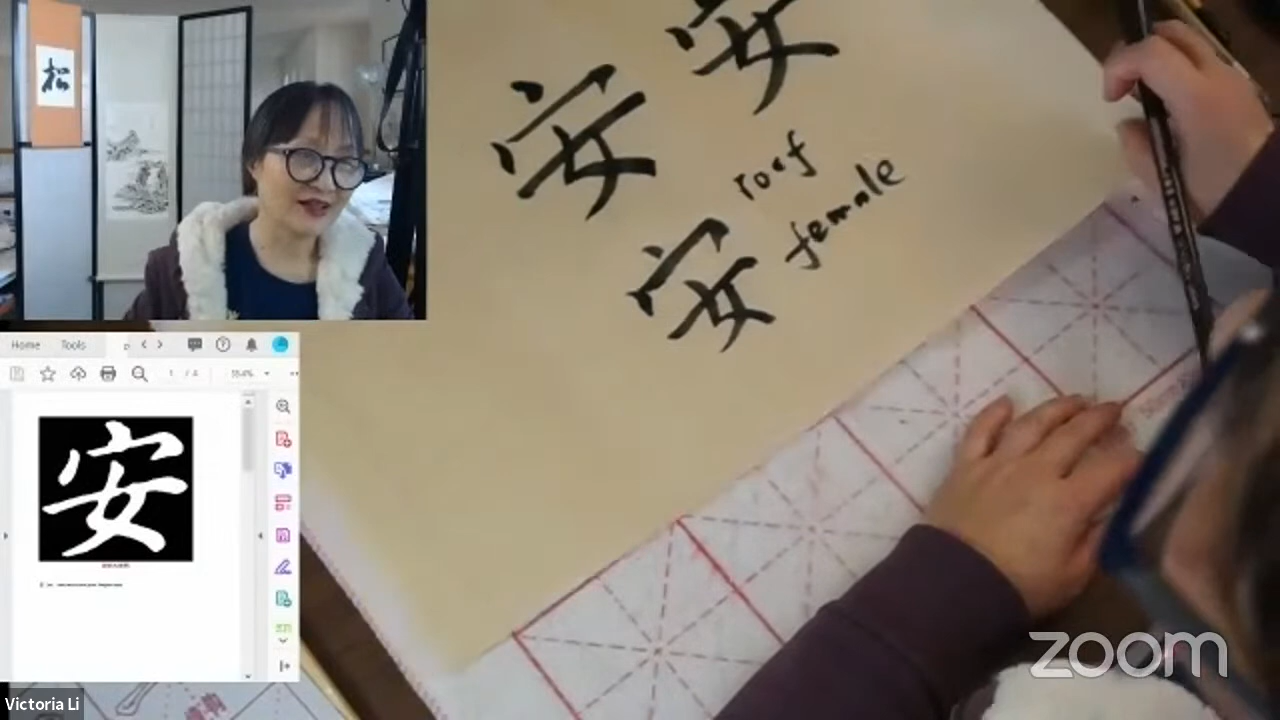 松
安
安
roof
female
安
Home Tools
1 / 4
安
zoom
Victoria Li